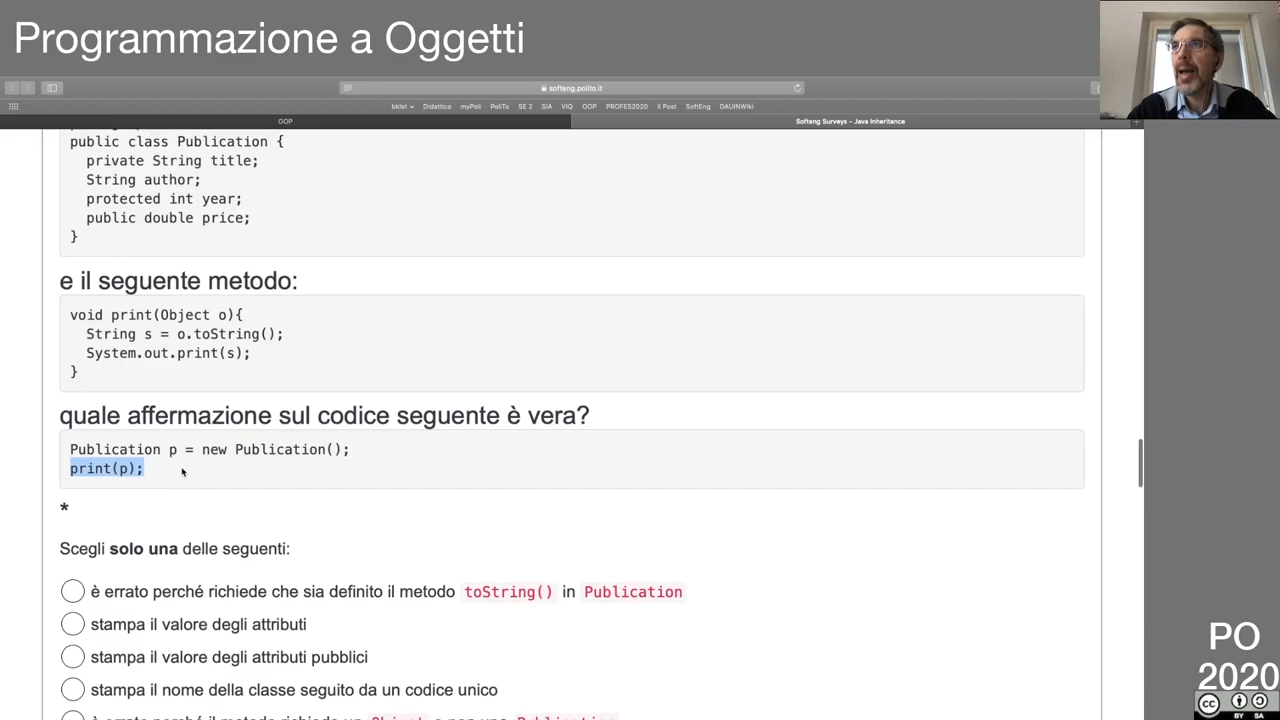 Programmazione a Oggetti
softeng.polito.it
bklet Didattica myPoli PoliTo SE 2 SIA VIQ OOP PROFES2020 Il Post SoftEng DAUINWiki
OOP Softeng Surveys - Java Inheritance
public class Publication {
private String title;
String author;
protected int year;
public double price;
}
e il seguente metodo:
void print(Object o){
String s = o.toString();
System.out.print(s);
}
quale affermazione sul codice seguente è vera?
Publication p = new Publication();
print(p);
*
Scegli solo una delle seguenti:
è errato perché richiede che sia definito il metodo toString() in Publication
stampa il valore degli attributi
stampa il valore degli attributi pubblici
stampa il nome della classe seguito da un codice unico
PO
2020
cc
BY SA